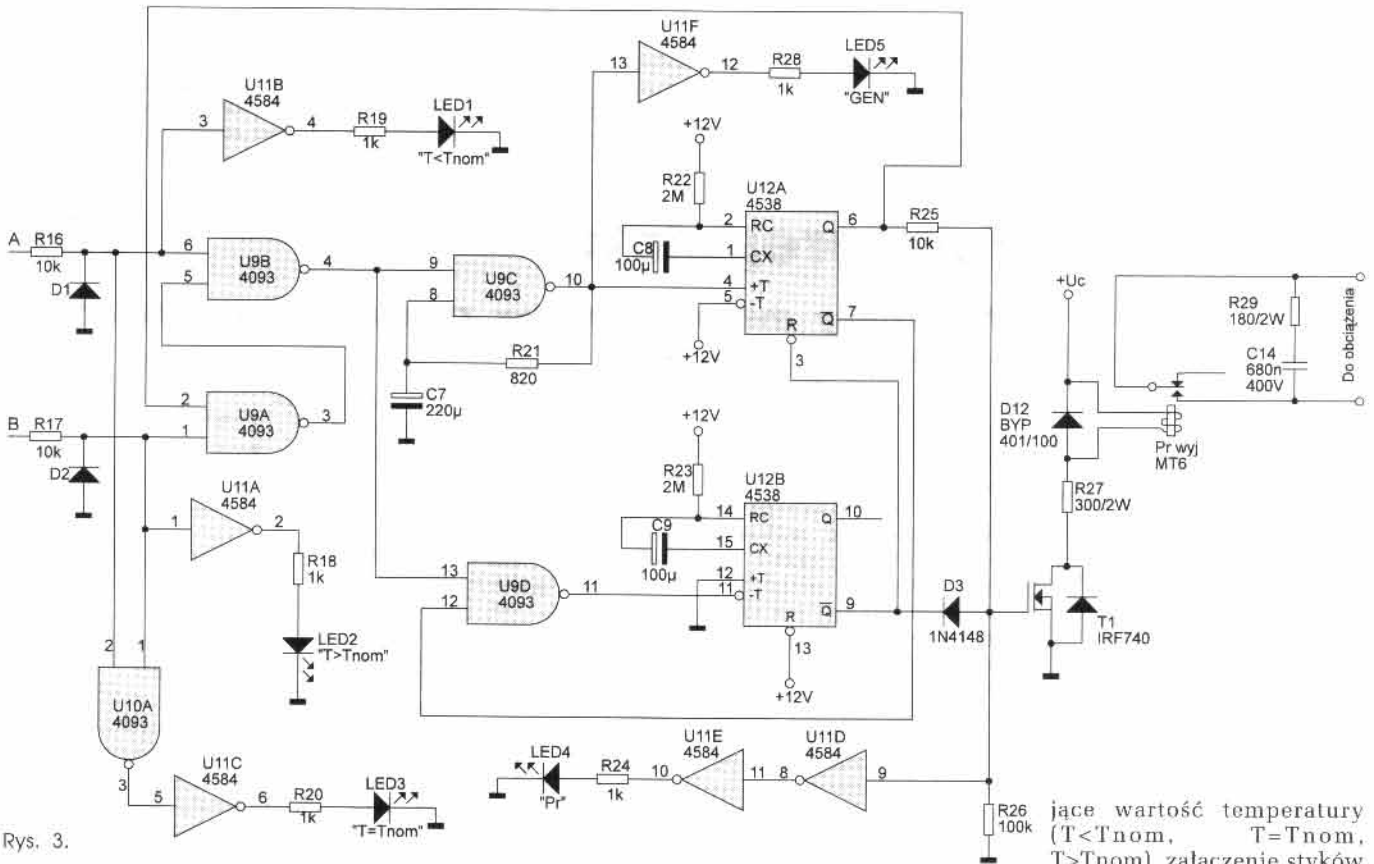 U11F
4584
13
12
R28
1k
LED5
"GEN"
U11B
4584
3
4
R19
1k
LED1
"T<Tnom"
+12V
R22
2M
U12A
4538
2
RC
Q
6
R25
10k
C8
100µ
1
CX
4
+T
5
-T
Q
7
R
3
+12V
A
R16
10k
D1
6
5
U9B
4093
4
9
8
U9C
4093
10
R21
820
C7
220µ
B
R17
10k
D2
2
1
U9A
4093
3
+Uc
R29
180/2W
C14
680n
400V
Do obciążenia
D12
BYP
401/100
Pr wyj
MT6
R27
300/2W
T1
IRF740
U11A
4584
1
2
R18
1k
LED2
"T>Tnom"
+12V
R23
2M
U12B
4538
14
RC
Q
10
C9
100µ
15
CX
12
+T
11
-T
Q
9
R
13
+12V
D3
1N4148
13
12
U9D
4093
11
2
1
U10A
4093
3
5
U11C
4584
6
R20
1k
LED3
"T=Tnom"
LED4
"Pr"
R24
1k
10
U11E
4584
11
8
U11D
4584
9
R26
100k
Rys. 3.
jące wartość temperatury
(T<Tnom, T=Tnom,
T>Tnom), załączenie styków